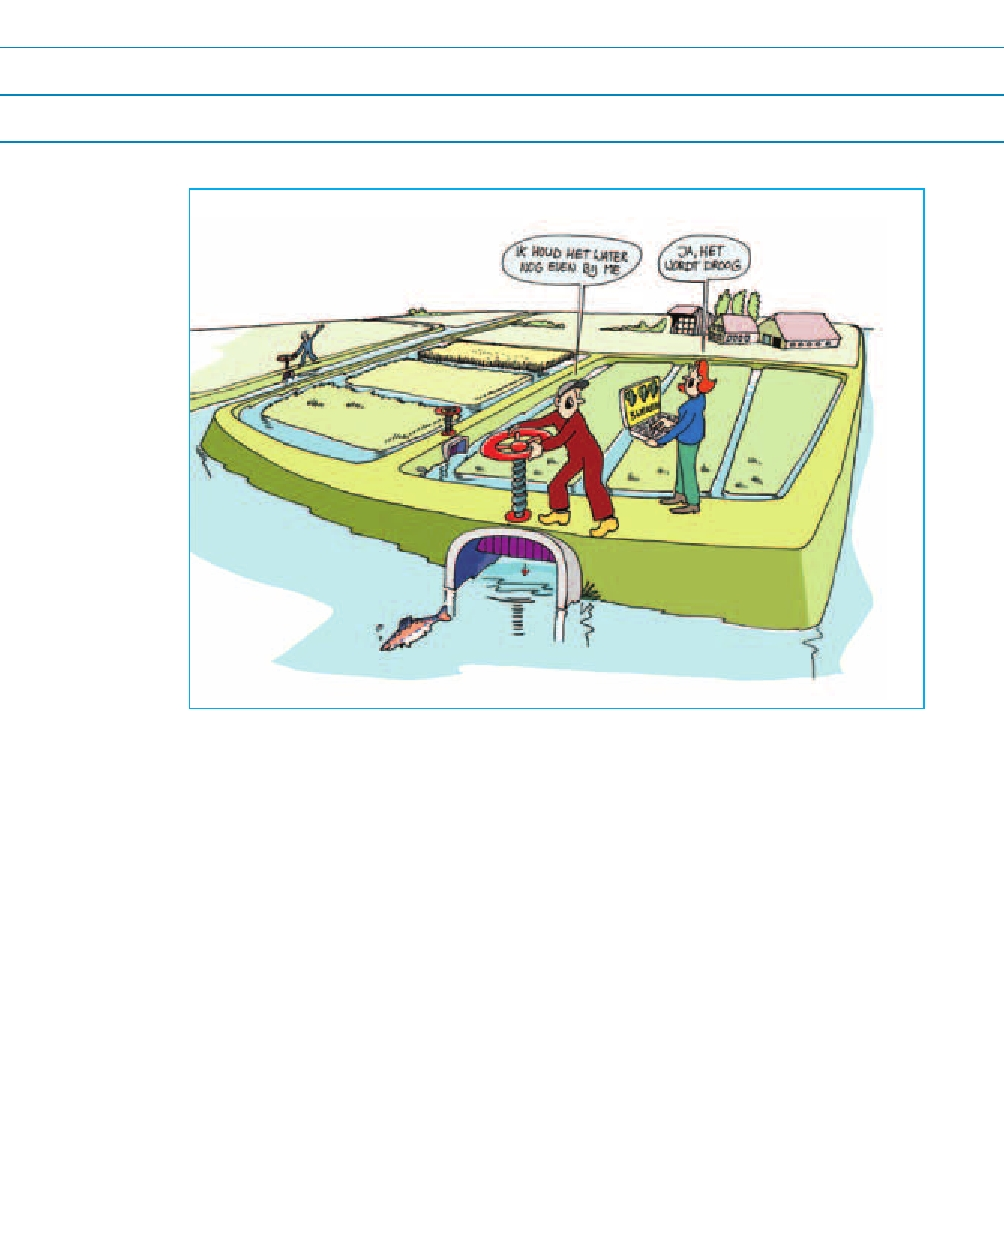 IK HOUD HET WATER
NOG EVEN BIJ ME
JA, HET
WORDT DROOG